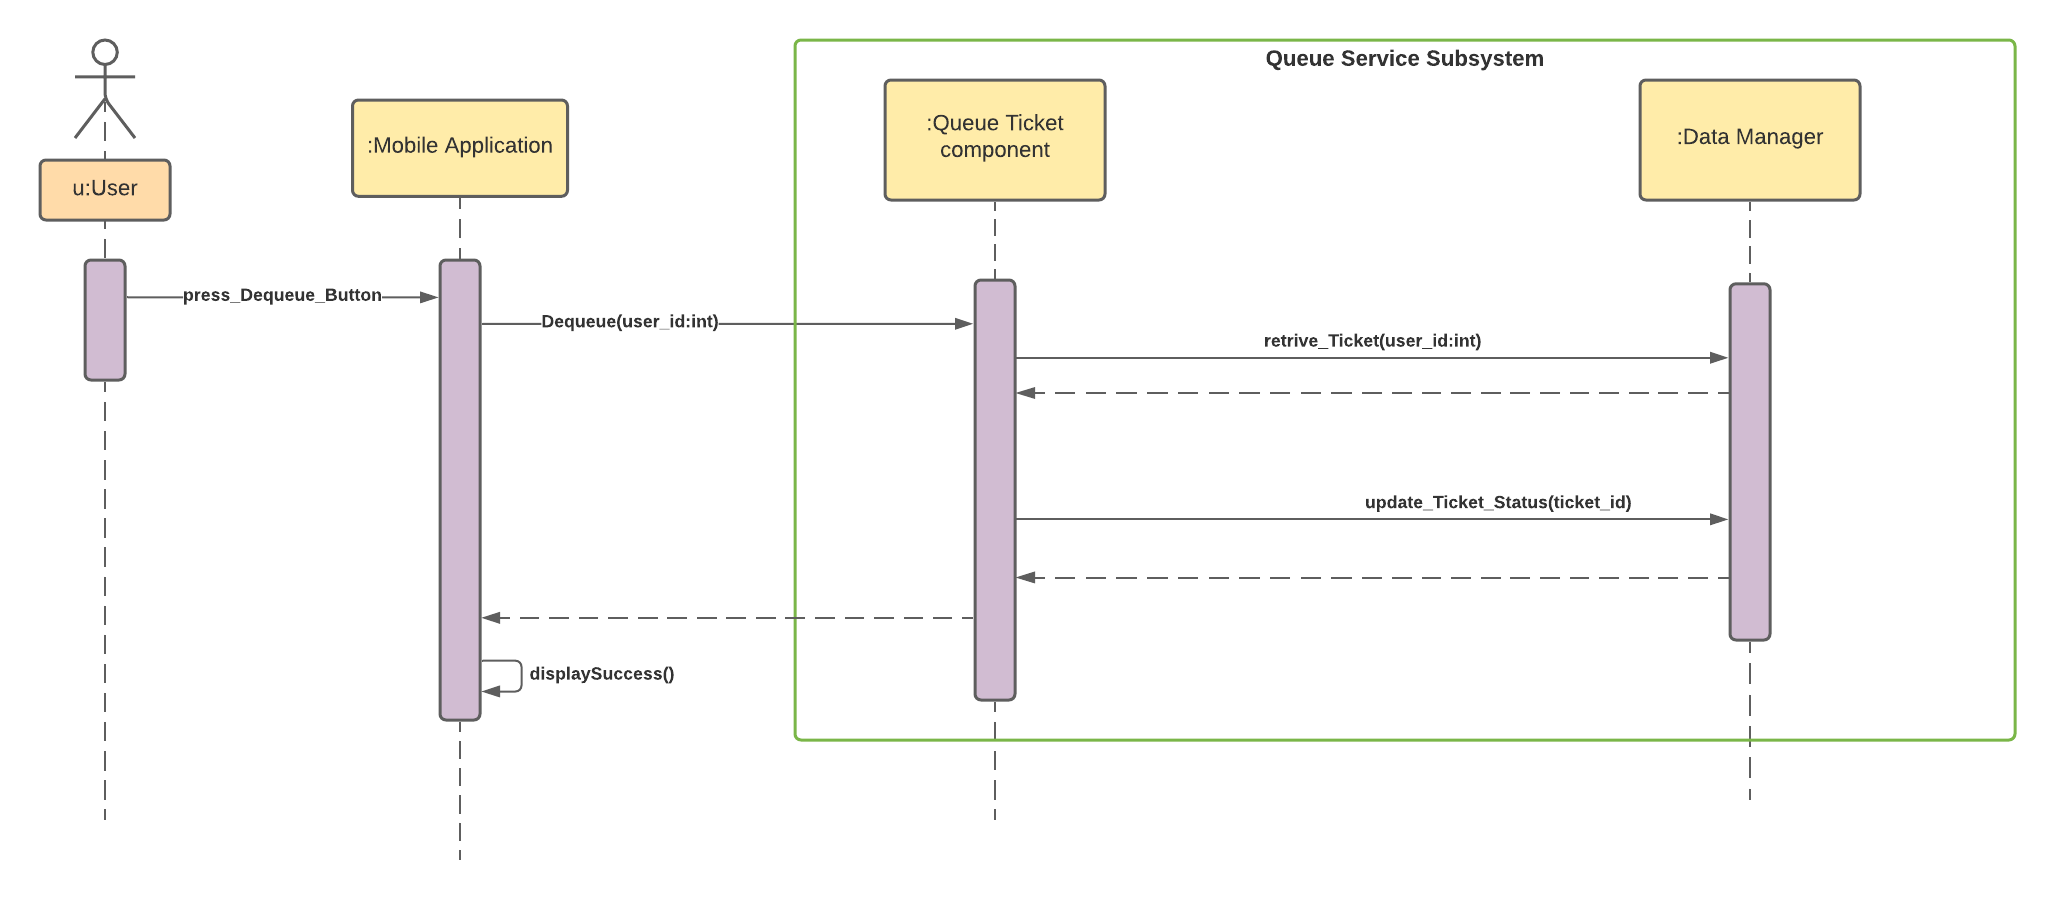 Queue Service Subsystem
u:User
:Mobile Application
:Queue Ticket
component
:Data Manager
press_Dequeue_Button
Dequeue(user_id:int)
retrive_Ticket(user_id:int)
update_Ticket_Status(ticket_id)
displaySuccess()